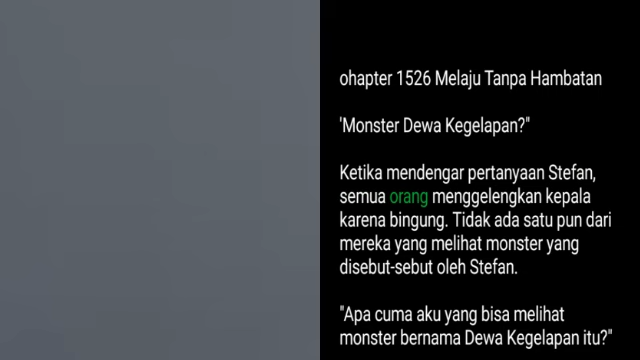 ohapter 1526 Melaju Tanpa Hambatan
'Monster Dewa Kegelapan?"
Ketika mendengar pertanyaan Stefan,
semua orang menggelengkan kepala
karena bingung. Tidak ada satu pun dari
mereka yang melihat monster yang
disebut-sebut oleh Stefan.
"Apa cuma aku yang bisa melihat
monster bernama Dewa Kegelapan itu?"